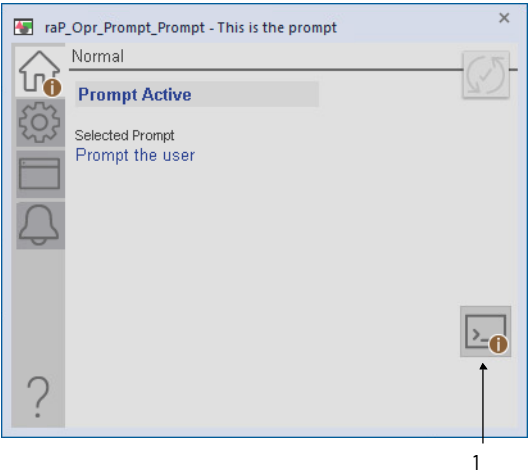 raP_Opr_Prompt_Prompt - This is the prompt
Normal
Prompt Active
Selected Prompt
Prompt the user
>_
i
i
?
1